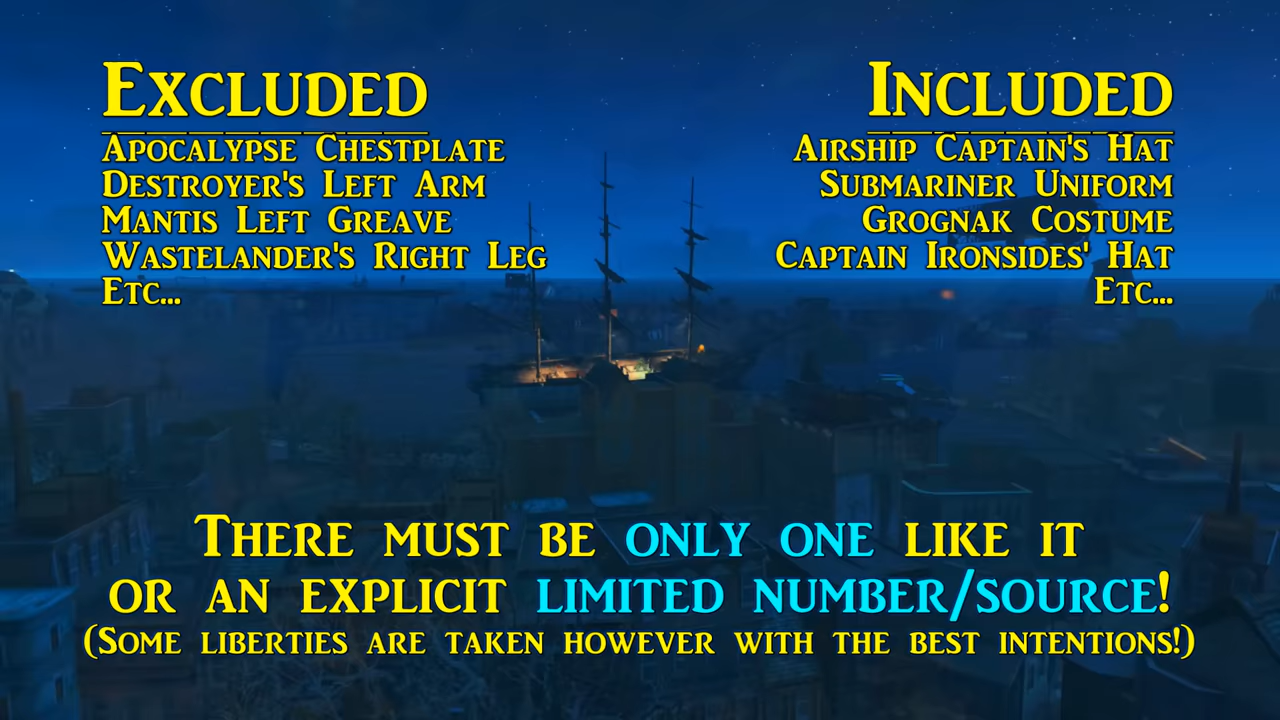 Excluded
Apocalypse Chestplate
Destroyer's Left Arm
Mantis Left Greave
Wastelander's Right Leg
Etc...
Included
Airship Captain's Hat
Submariner Uniform
Grognak Costume
Captain Ironsides' Hat
Etc...
There must be only one like it
or an explicit limited number/source!
(Some liberties are taken however with the best intentions!)